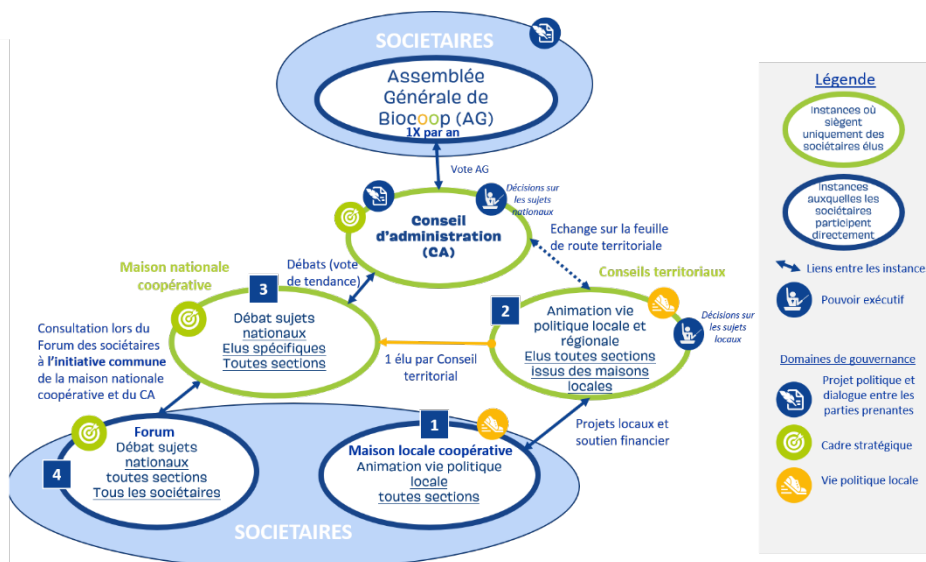 SOCIETAIRES
Assemblée
Générale de
Biocoop (AG)
1X par an
Vote AG
Décisions sur
les sujets
nationaux
Conseil
d'administration
(CA)
Echange sur la feuille
de route territoriale
Maison nationale
coopérative
Débats (vote
de tendance)
Conseils territoriaux
3
Débat sujets
nationaux
Elus spécifiques
Toutes sections
2
Animation vie
politique locale et
régionale
Elus toutes sections
issus des maisons
locales
Décisions sur
les sujets
locaux
Consultation lors du
Forum des sociétaires
à l'initiative commune
de la maison nationale
coopérative et du CA
1 élu par Conseil
territorial
Projets locaux et
soutien financier
4
Forum
Débat sujets
nationaux
toutes sections
Tous les sociétaires
1
Maison locale coopérative
Animation vie politique
locale
toutes sections
SOCIETAIRES
Légende
Instances où
siègent
uniquement des
sociétaires élus
Instances
auxquelles les
sociétaires
participent
directement
Liens entre les instance
Pouvoir exécutif
Domaines de gouvernance
Projet politique et
dialogue entre les
parties prenantes
Cadre stratégique
Vie politique locale